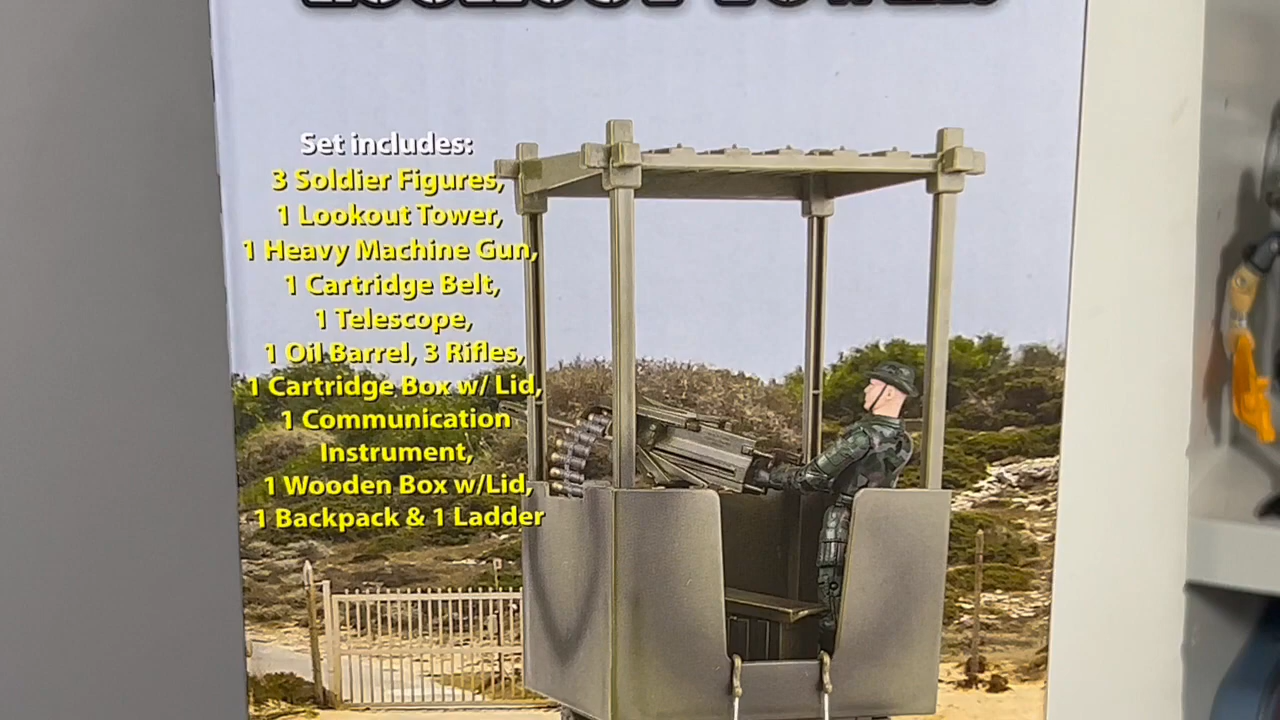 Set includes:
3 Soldier Figures,
1 Lookout Tower,
1 Heavy Machine Gun,
1 Cartridge Belt,
1 Telescope,
1 Oil Barrel, 3 Rifles,
1 Cartridge Box w/ Lid,
1 Communication
Instrument,
1 Wooden Box w/Lid,
1 Backpack & 1 Ladder